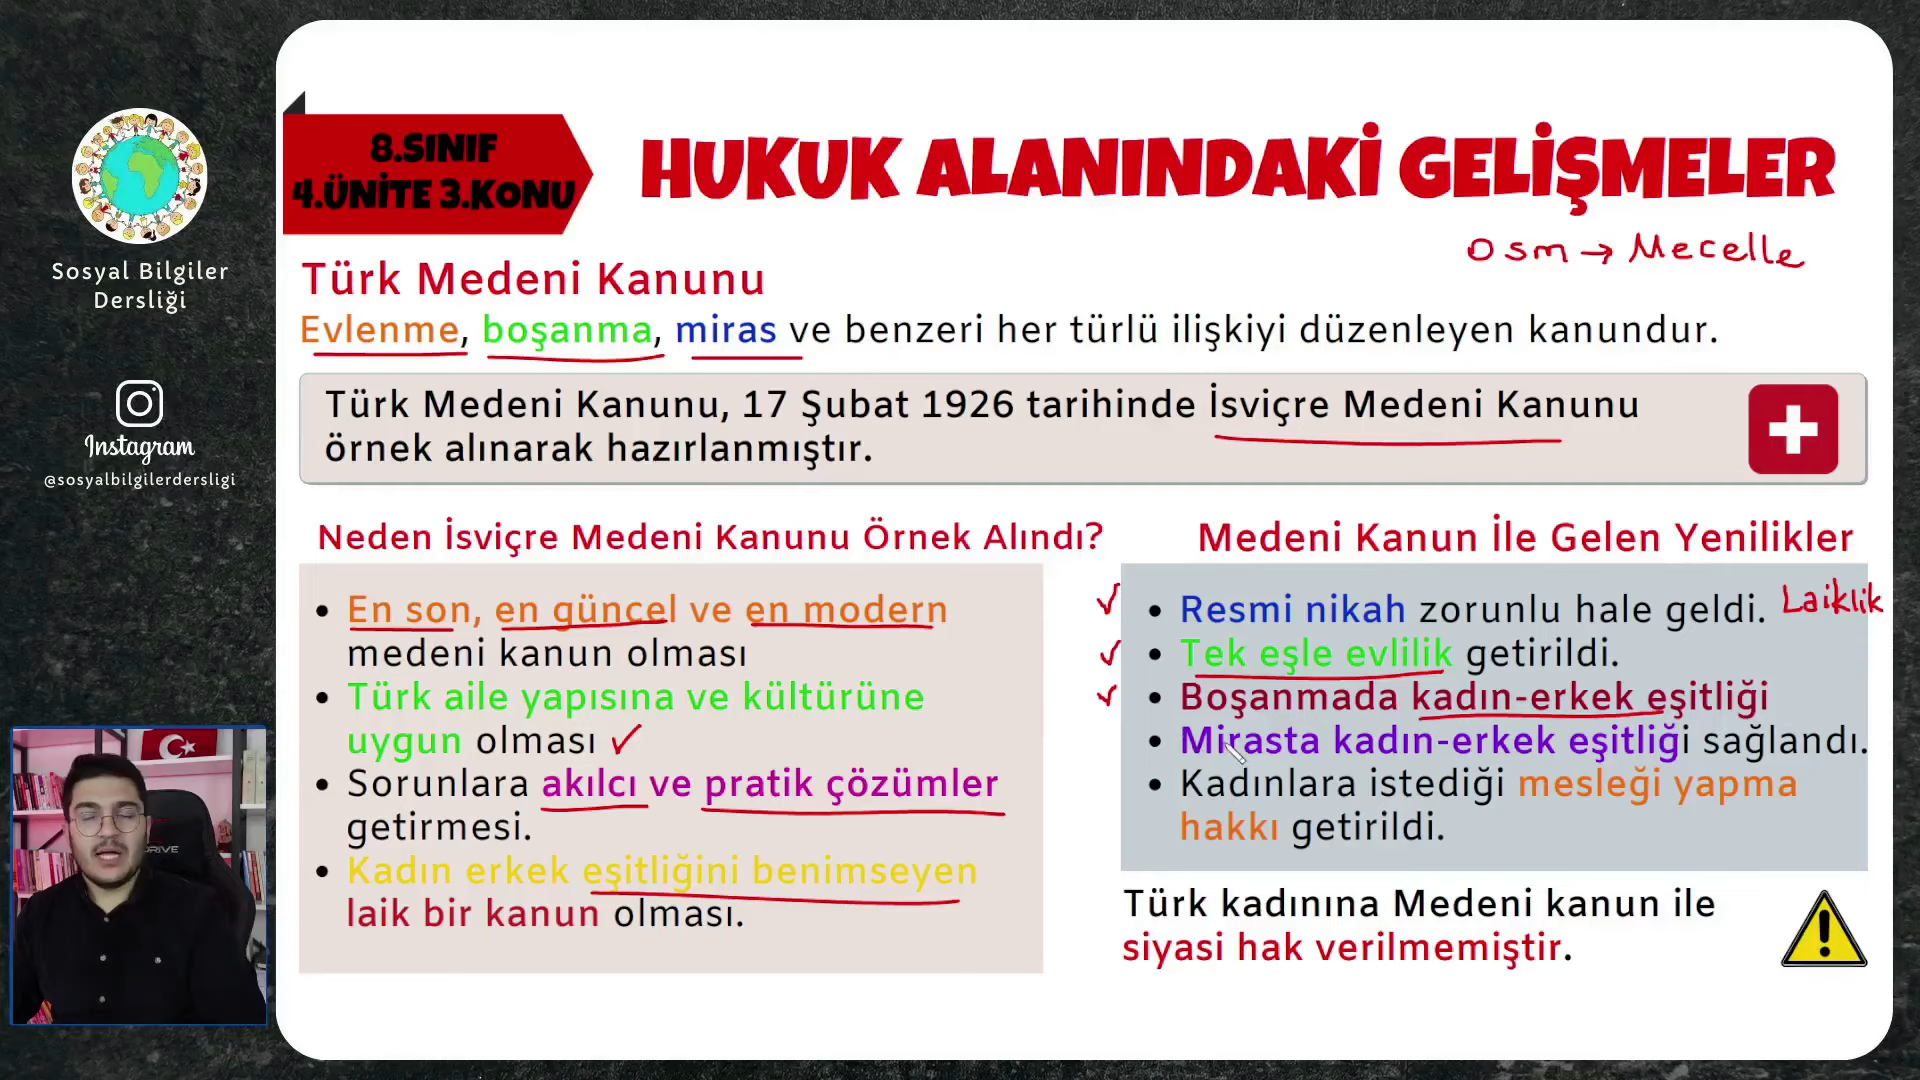 8.SINIF
4.ÜNİTE 3.KONU
HUKUK ALANINDAKİ GELİŞMELER
Osm → Mecelle
Sosyal Bilgiler
Dersliği
Instagram
@sosyalbilgilerdersligi
Türk Medeni Kanunu
Evlenme, boşanma, miras ve benzeri her türlü ilişkiyi düzenleyen kanundur.
Türk Medeni Kanunu, 17 Şubat 1926 tarihinde İsviçre Medeni Kanunu
örnek alınarak hazırlanmıştır.
Neden İsviçre Medeni Kanunu Örnek Alındı?
• En son, en güncel ve en modern
medeni kanun olması
• Türk aile yapısına ve kültürüne
uygun olması ✓
• Sorunlara akılcı ve pratik çözümler
getirmesi.
• Kadın erkek eşitliğini benimseyen
laik bir kanun olması.
Medeni Kanun İle Gelen Yenilikler
✓ • Resmi nikah zorunlu hale geldi. Laiklik
✓ • Tek eşle evlilik getirildi.
✓ • Boşanmada kadın-erkek eşitliği
• Mirasta kadın-erkek eşitliği sağlandı.
• Kadınlara istediği mesleği yapma
hakkı getirildi.
Türk kadınına Medeni kanun ile
siyasi hak verilmemiştir.